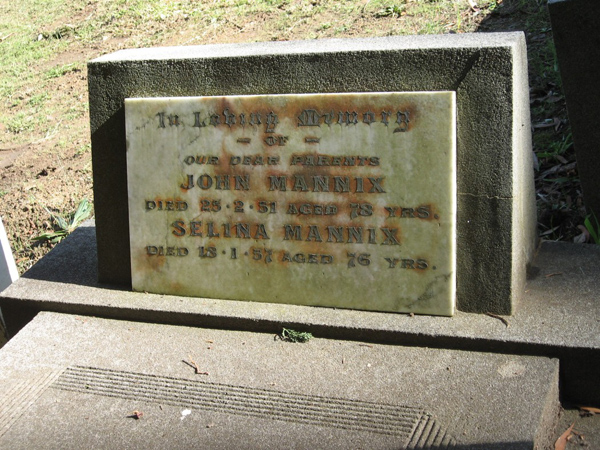 In Loving Memory
— OF —
OUR DEAR PARENTS
JOHN MANNIX
DIED 25·2·51 AGED 78 YRS.
SELINA MANNIX
DIED 13·1·57 AGED 76 YRS.